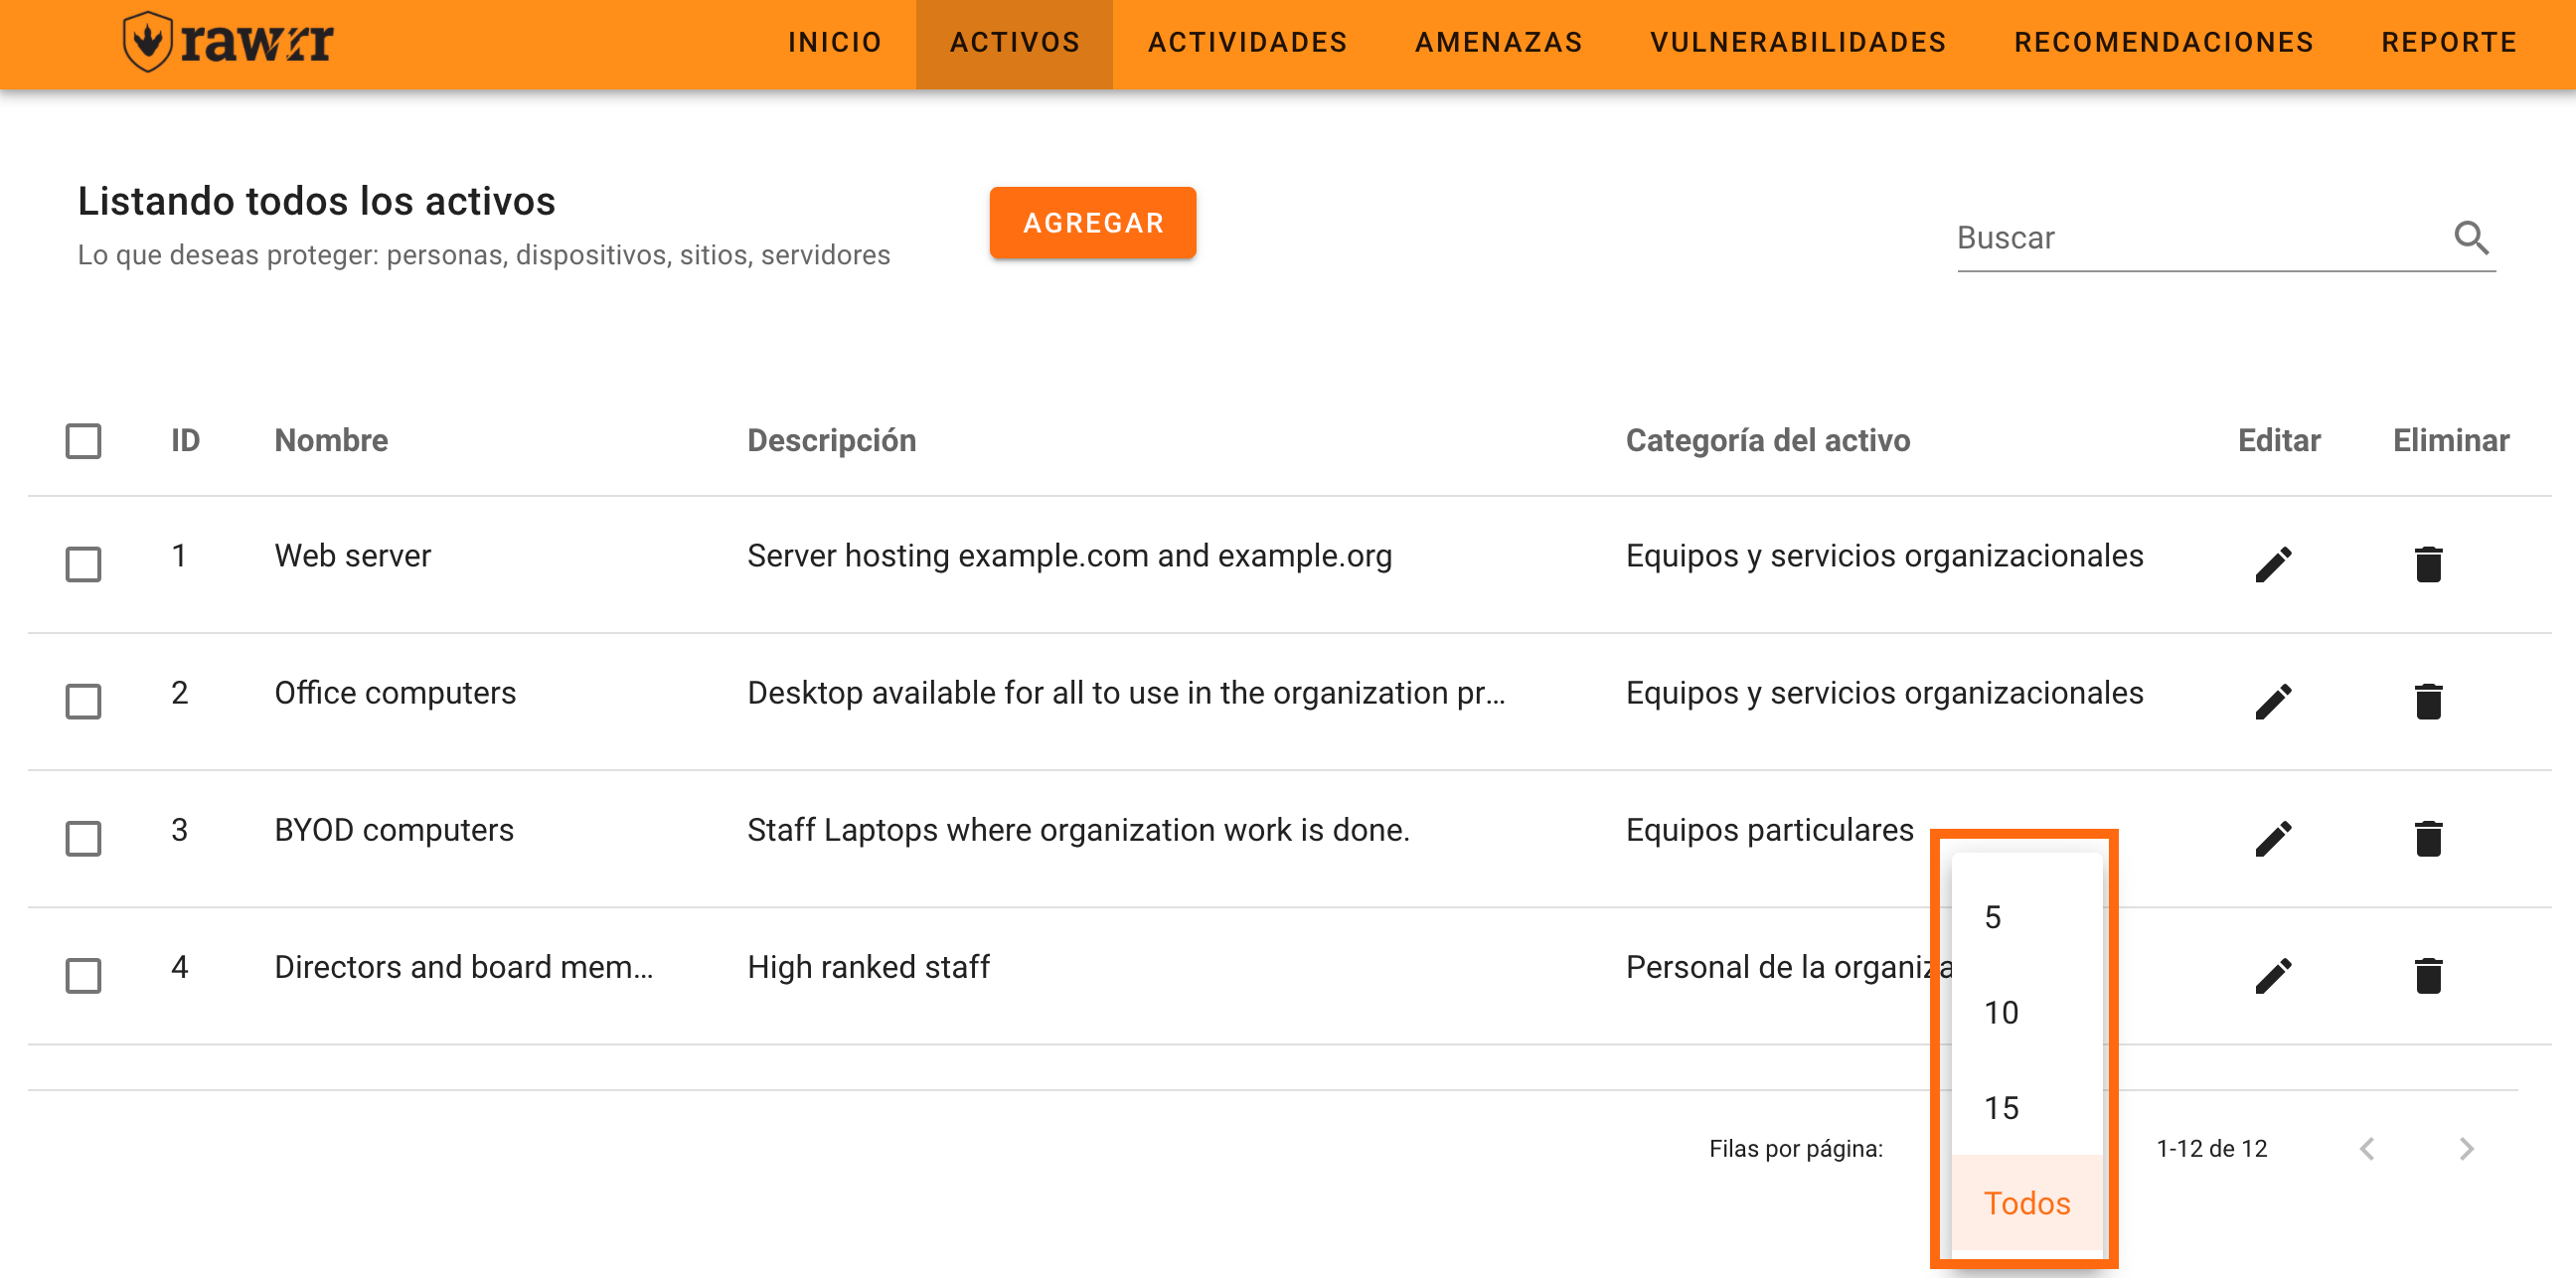 rawrr
INICIO ACTIVOS ACTIVIDADES AMENAZAS VULNERABILIDADES RECOMENDACIONES REPORTE
Listando todos los activos
Lo que deseas proteger: personas, dispositivos, sitios, servidores
AGREGAR
Buscar
ID Nombre Descripción Categoría del activo Editar Eliminar
1 Web server Server hosting example.com and example.org Equipos y servicios organizacionales
2 Office computers Desktop available for all to use in the organization pr... Equipos y servicios organizacionales
3 BYOD computers Staff Laptops where organization work is done. Equipos particulares
4 Directors and board mem... High ranked staff Personal de la organiza
5
10
15
Todos
Filas por página:
1-12 de 12